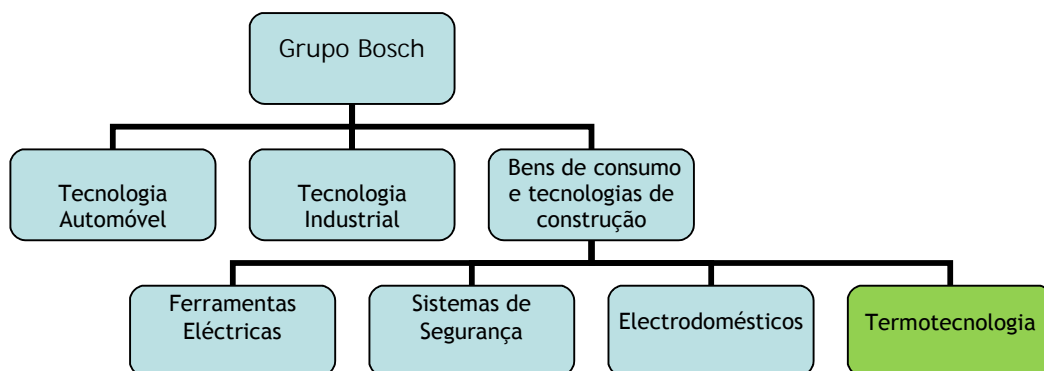 Grupo Bosch
Tecnologia
Automóvel
Tecnologia
Industrial
Bens de consumo
e tecnologias de
construção
Ferramentas
Eléctricas
Sistemas de
Segurança
Electrodomésticos
Termotecnologia